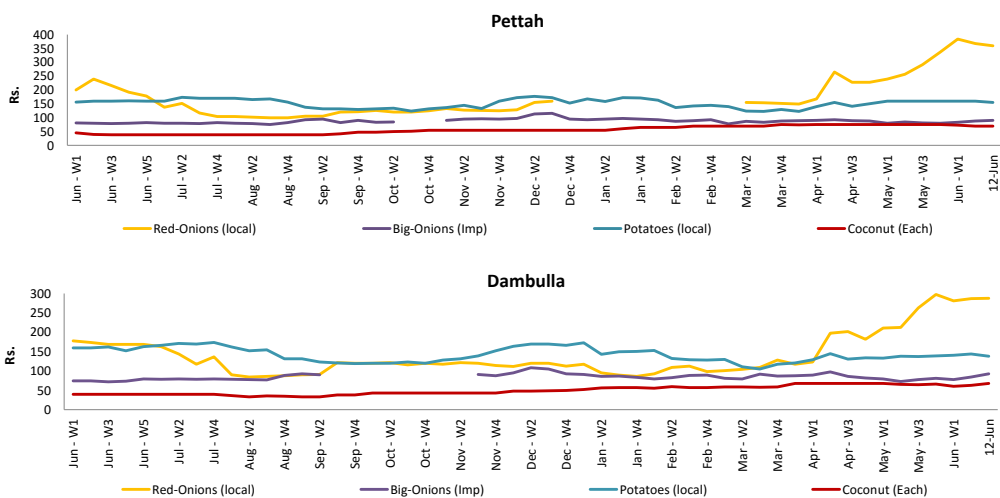 Pettah
Rs.
400
350
300
250
200
150
100
50
0
Jun - W1
Jun - W3
Jun - W5
Jul - W2
Jul - W4
Aug - W2
Aug - W4
Sep - W2
Sep - W4
Oct - W2
Oct - W4
Nov - W2
Nov - W4
Dec - W2
Dec - W4
Jan - W2
Jan - W4
Feb - W2
Feb - W4
Mar - W2
Mar - W4
Apr - W1
Apr - W3
May - W1
May - W3
Jun - W1
12-Jun
Red-Onions (local) Big-Onions (Imp) Potatoes (local) Coconut (Each)
Dambulla
Rs.
300
250
200
150
100
50
0
Jun - W1
Jun - W3
Jun - W5
Jul - W2
Jul - W4
Aug - W2
Aug - W4
Sep - W2
Sep - W4
Oct - W2
Oct - W4
Nov - W2
Nov - W4
Dec - W2
Dec - W4
Jan - W2
Jan - W4
Feb - W2
Feb - W4
Mar - W2
Mar - W4
Apr - W1
Apr - W3
May - W1
May - W3
Jun - W1
12-Jun
Red-Onions (local) Big-Onions (Imp) Potatoes (local) Coconut (Each)